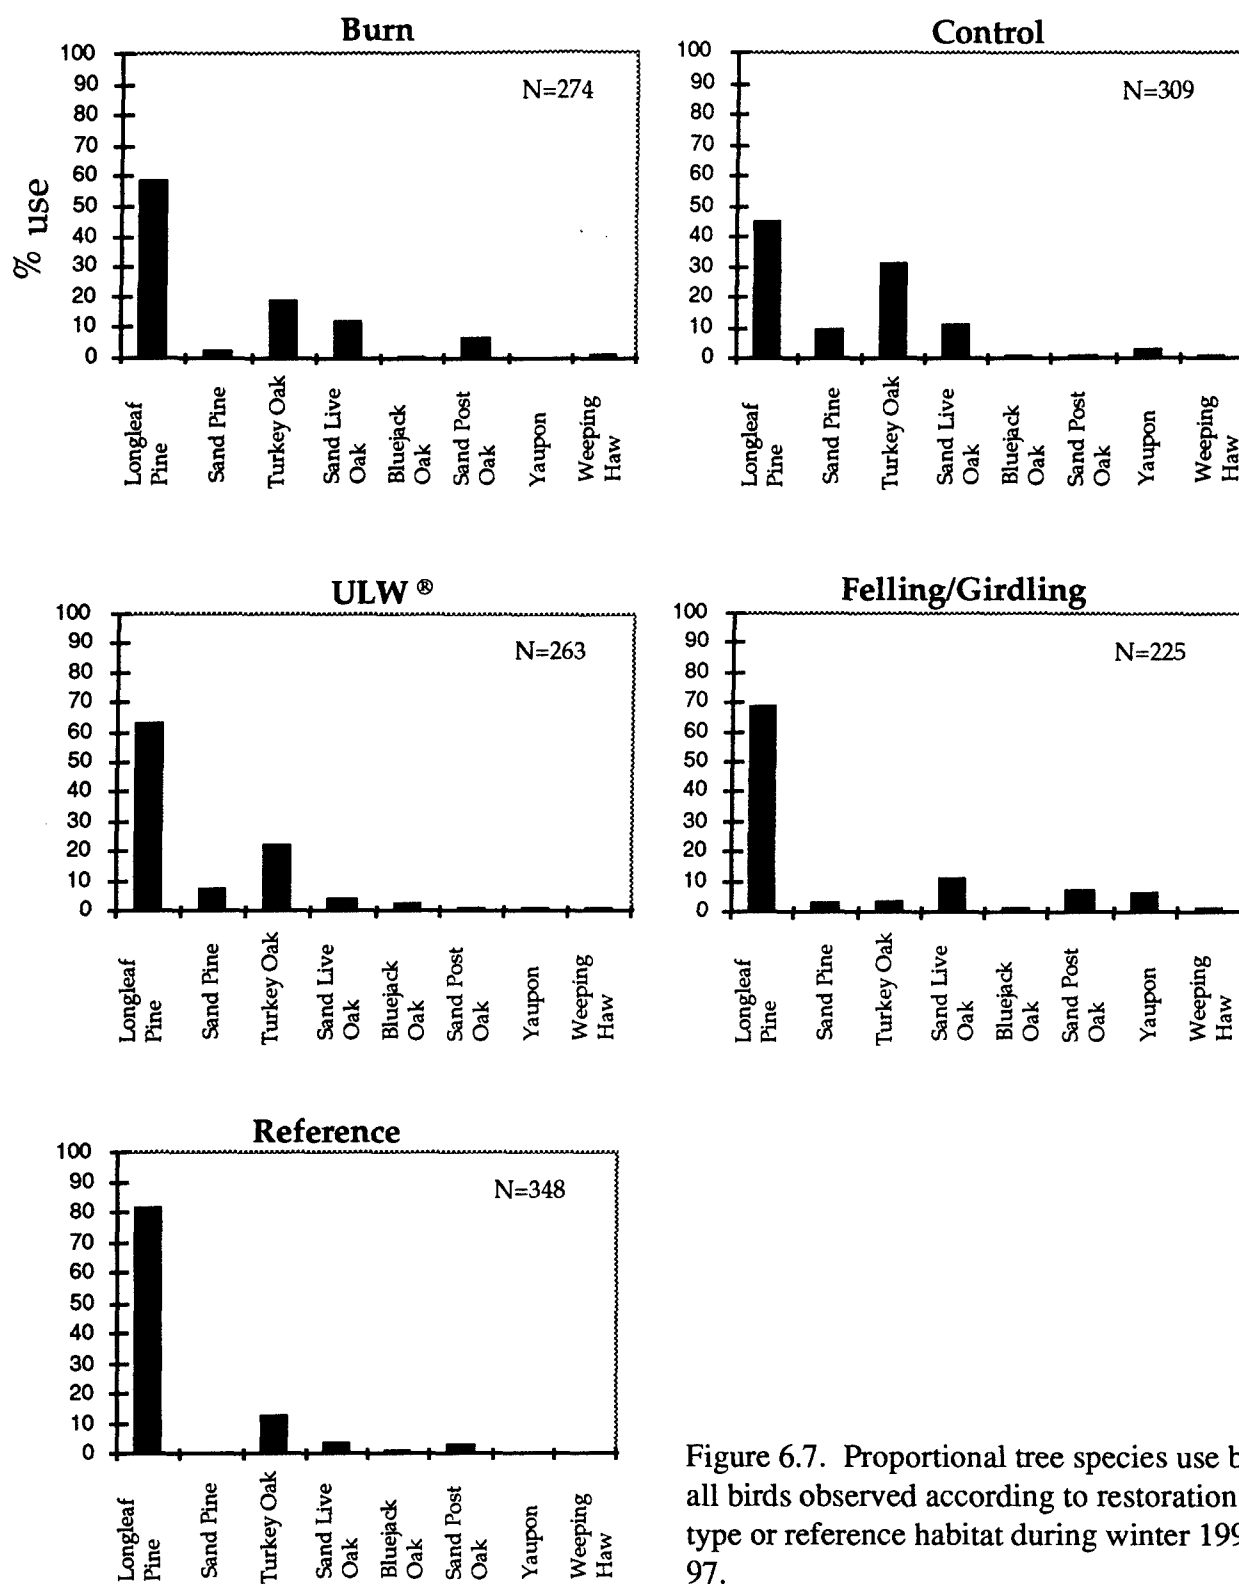 Burn
N=274
% use
100
90
80
70
60
50
40
30
20
10
0
Longleaf
Pine
Sand Pine
Turkey Oak
Sand Live
Oak
Bluejack
Oak
Sand Post
Oak
Yaupon
Weeping
Haw
Control
N=309
100
90
80
70
60
50
40
30
20
10
0
Longleaf
Pine
Sand Pine
Turkey Oak
Sand Live
Oak
Bluejack
Oak
Sand Post
Oak
Yaupon
Weeping
Haw
ULW ®
N=263
100
90
80
70
60
50
40
30
20
10
0
Longleaf
Pine
Sand Pine
Turkey Oak
Sand Live
Oak
Bluejack
Oak
Sand Post
Oak
Yaupon
Weeping
Haw
Felling/Girdling
N=225
100
90
80
70
60
50
40
30
20
10
0
Longleaf
Pine
Sand Pine
Turkey Oak
Sand Live
Oak
Bluejack
Oak
Sand Post
Oak
Yaupon
Weeping
Haw
Reference
N=348
100
90
80
70
60
50
40
30
20
10
0
Longleaf
Pine
Sand Pine
Turkey Oak
Sand Live
Oak
Bluejack
Oak
Sand Post
Oak
Yaupon
Weeping
Haw
Figure 6.7. Proportional tree species use
all birds observed according to restoration
type or reference habitat during winter
97.